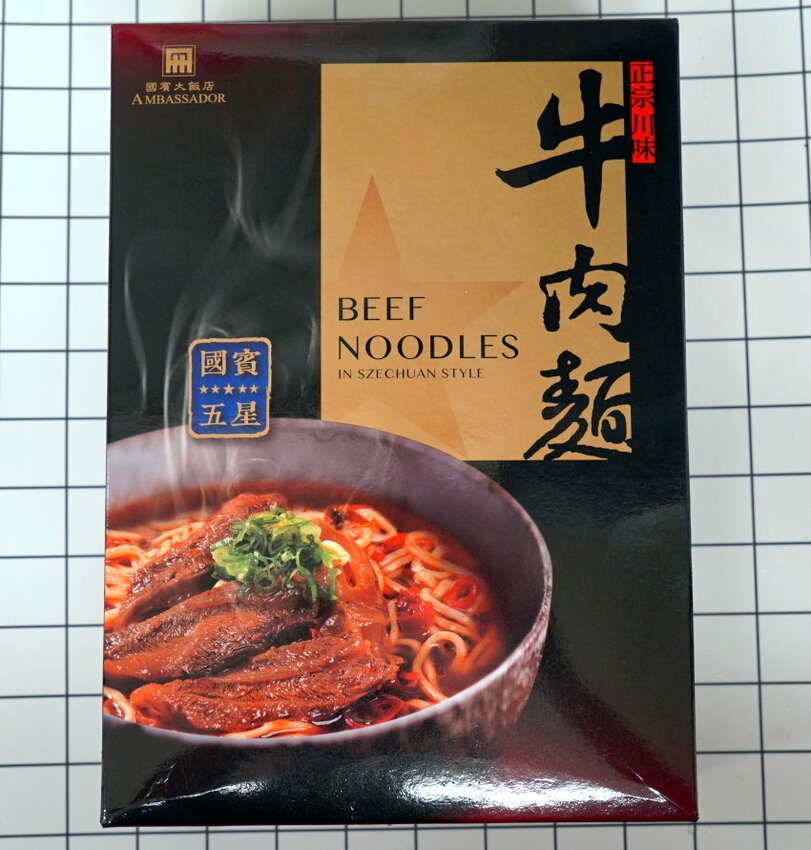 國賓大飯店
AMBASSADOR
正宗川味
牛肉麵
BEEF
NOODLES
IN SZECHUAN STYLE
國賓
★★★★★
五星